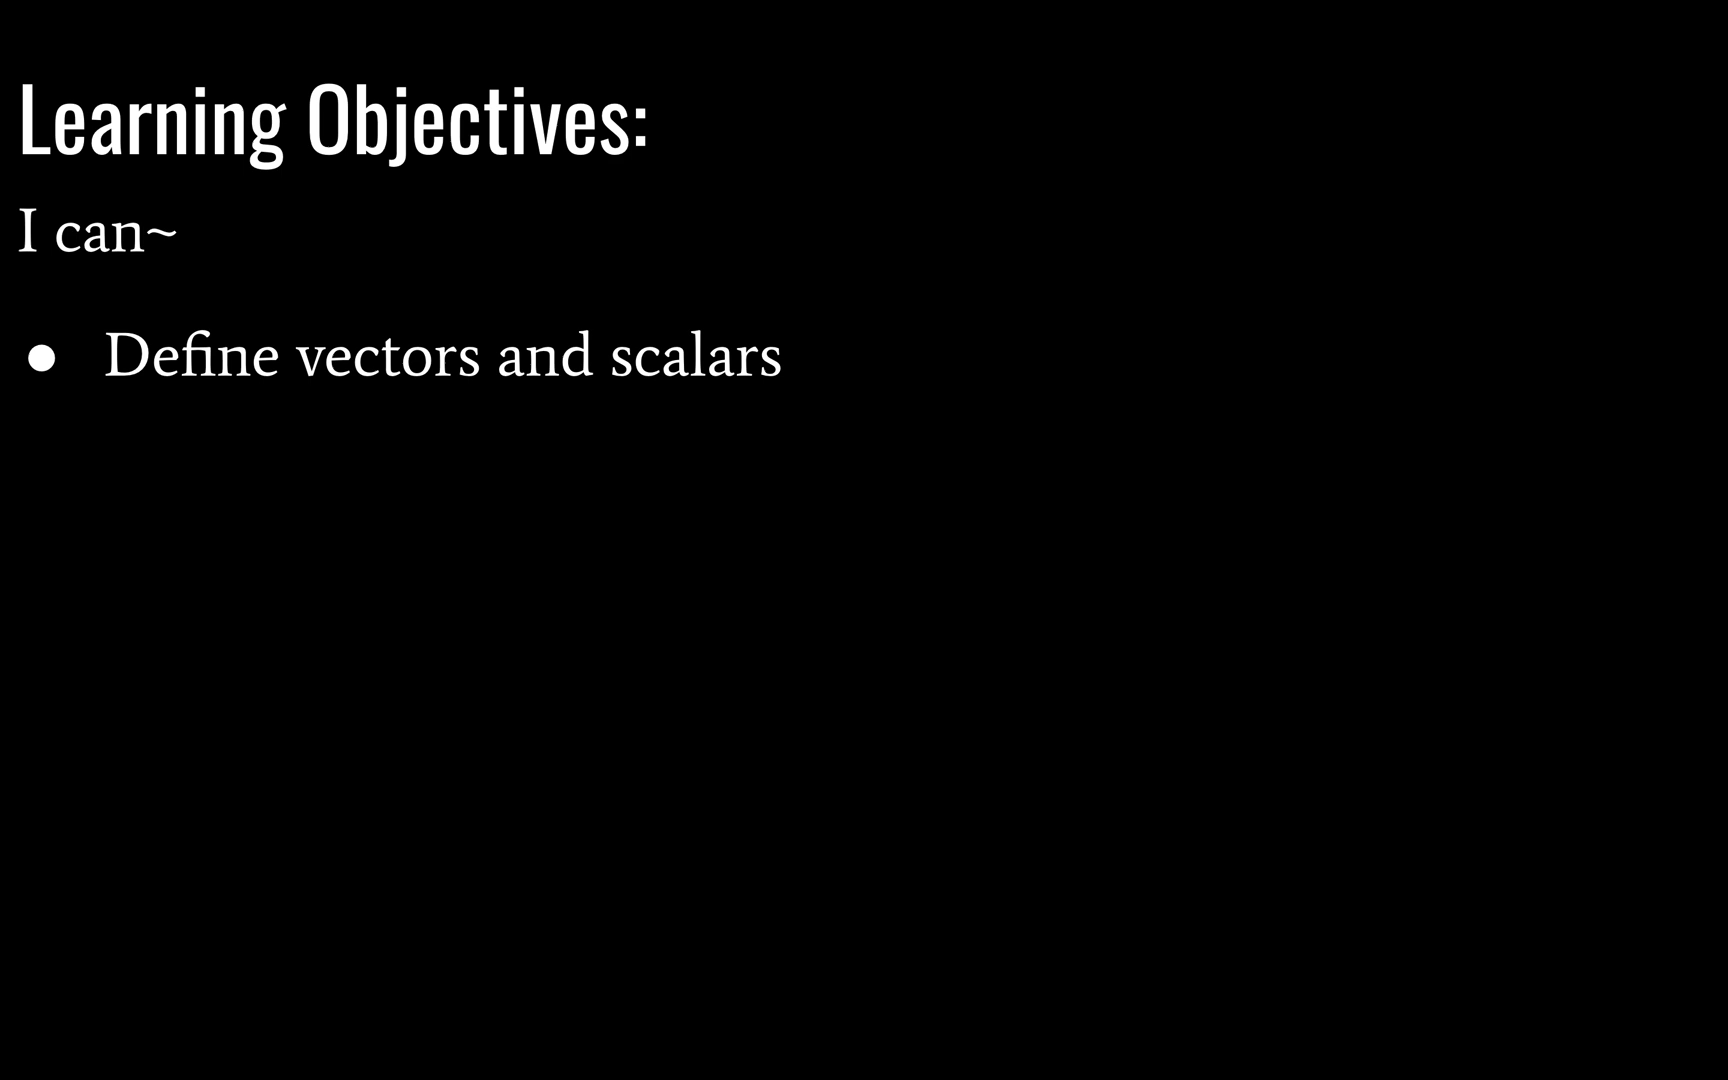 Learning Objectives:
I can~
● Define vectors and scalars